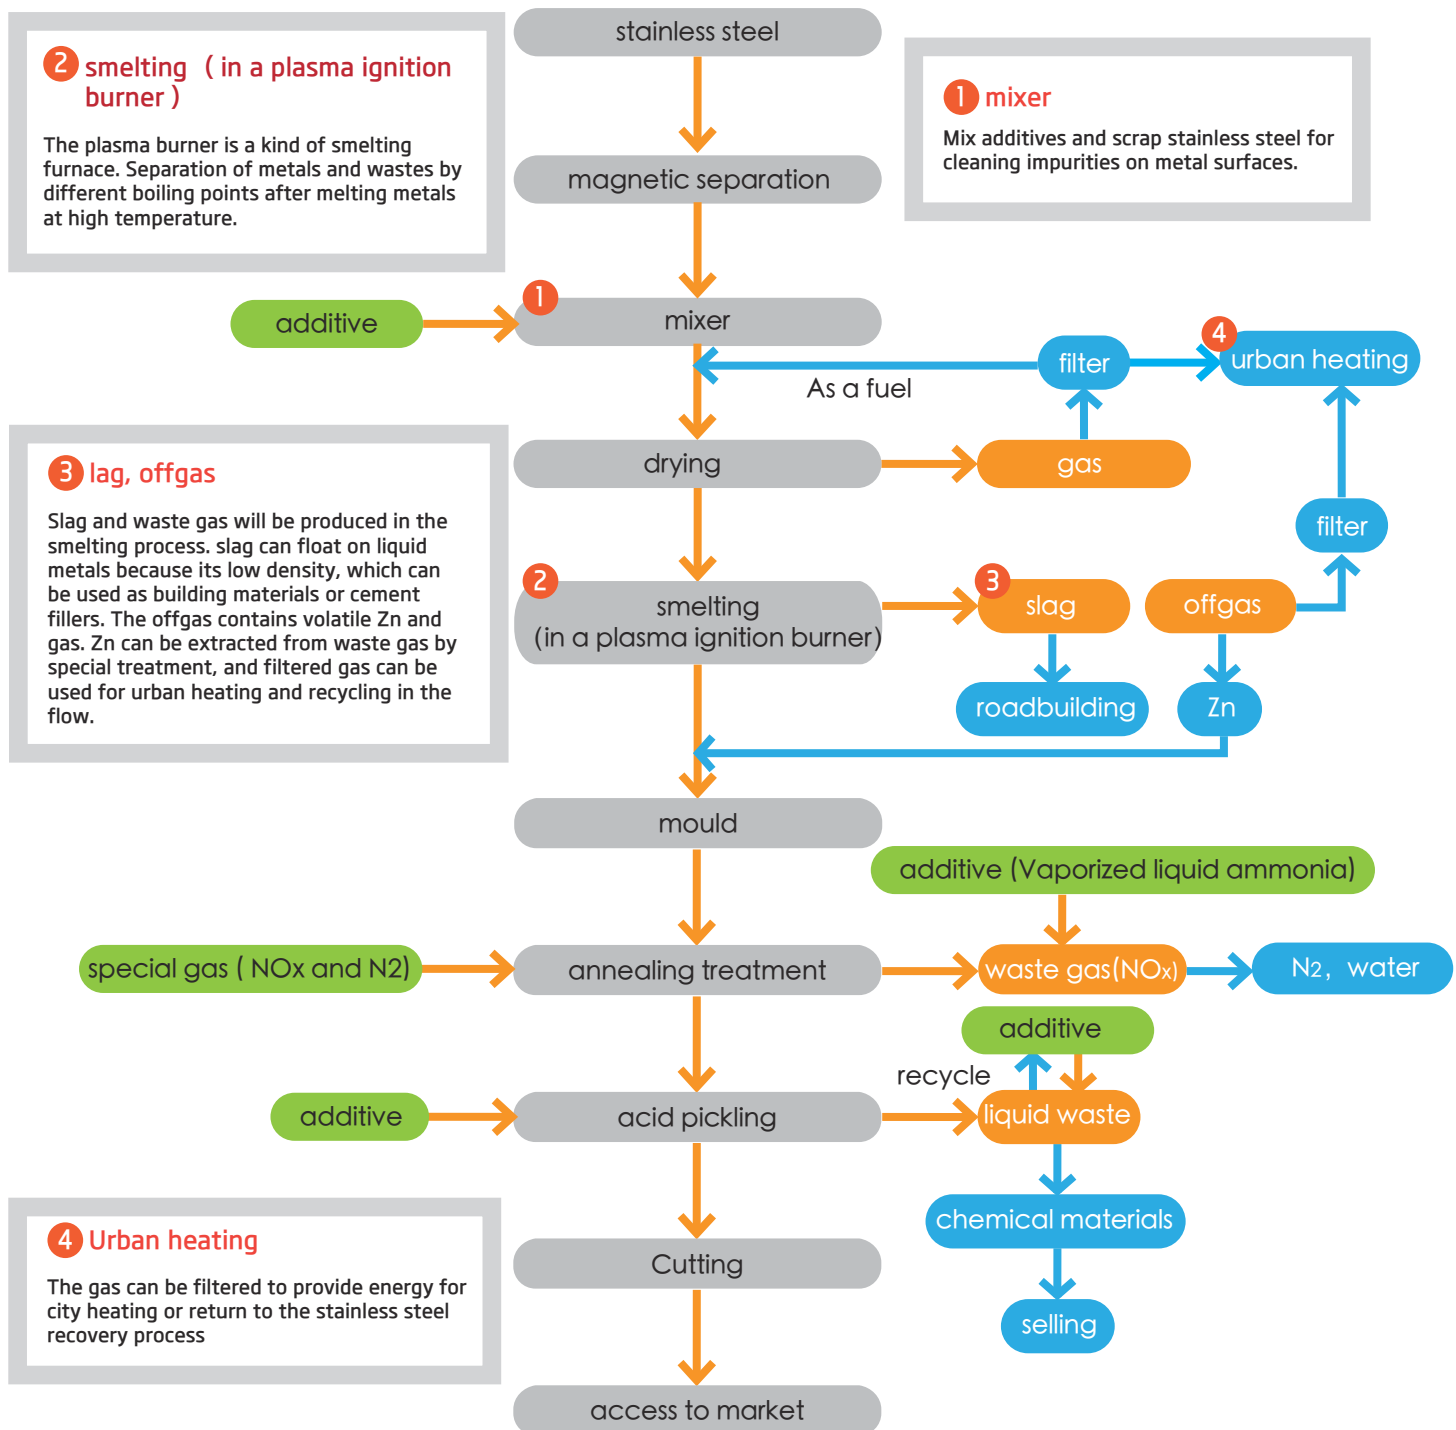 stainless steel
2 smelting ( in a plasma ignition
burner )
The plasma burner is a kind of smelting
furnace. Separation of metals and wastes by
different boiling points after melting metals
at high temperature.
1 mixer
Mix additives and scrap stainless steel for
cleaning impurities on metal surfaces.
magnetic separation
additive
1
mixer
As a fuel
filter
4
urban heating
3 lag, offgas
Slag and waste gas will be produced in the
smelting process. slag can float on liquid
metals because its low density, which can
be used as building materials or cement
fillers. The offgas contains volatile Zn and
gas. Zn can be extracted from waste gas by
special treatment, and filtered gas can be
used for urban heating and recycling in the
flow.
drying
gas
filter
2
smelting
(in a plasma ignition burner)
3
slag
offgas
roadbuilding
Zn
mould
additive (Vaporized liquid ammonia)
special gas ( NOx and N2)
annealing treatment
waste gas(NOx)
N2, water
additive
recycle
additive
acid pickling
liquid waste
chemical materials
4 Urban heating
The gas can be filtered to provide energy for
city heating or return to the stainless steel
recovery process
Cutting
selling
access to market